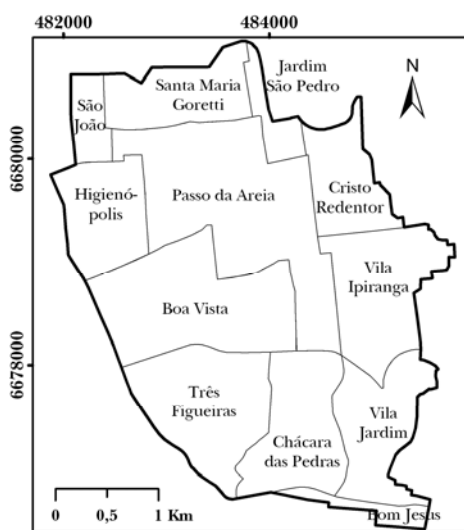 482000
484000
Jardim
São Pedro
N
Santa Maria
Goretti
São
João
6680000
Higienó-
polis
Passo da Areia
Cristo
Redentor
Vila
Ipiranga
Boa Vista
6678000
Três
Figueiras
Vila
Jardim
Chácara
das Pedras
Bom Jesus
0 0,5 1 Km